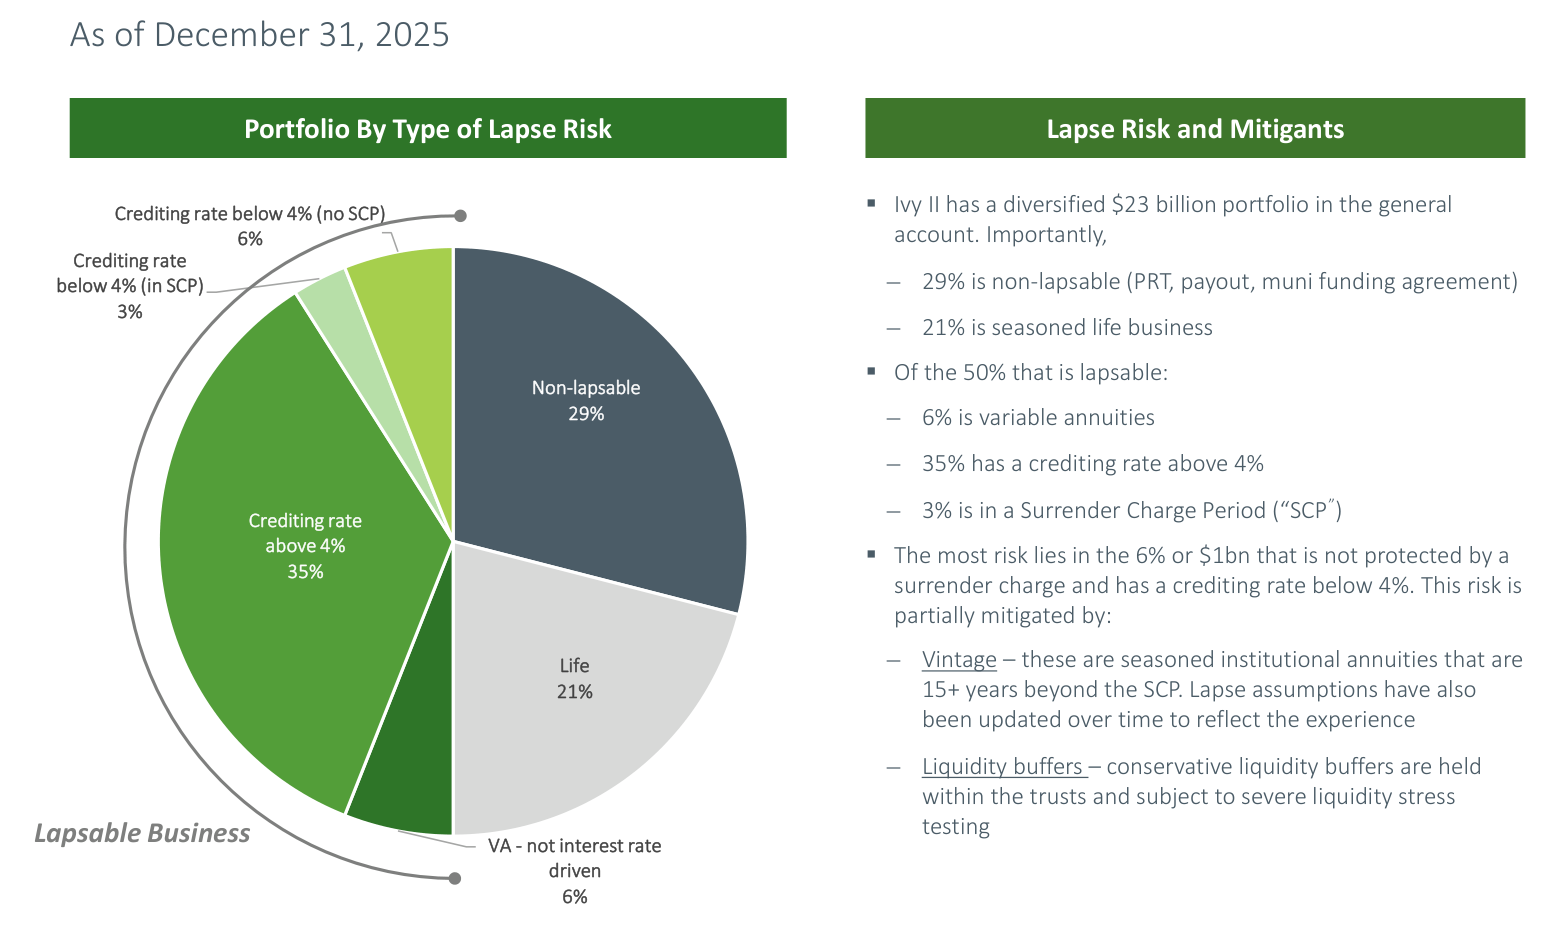 As of December 31, 2025
Portfolio By Type of Lapse Risk
Crediting rate below 4% (no SCP)
6%
Crediting rate
below 4% (in SCP)
3%
Non-lapsable
29%
Crediting rate
above 4%
35%
Life
21%
Lapsable Business
VA - not interest rate
driven
6%
Lapse Risk and Mitigants
▪ Ivy II has a diversified $23 billion portfolio in the general
account. Importantly,
– 29% is non-lapsable (PRT, payout, muni funding agreement)
– 21% is seasoned life business
▪ Of the 50% that is lapsable:
– 6% is variable annuities
– 35% has a crediting rate above 4%
– 3% is in a Surrender Charge Period (“SCP”)
▪ The most risk lies in the 6% or $1bn that is not protected by a
surrender charge and has a crediting rate below 4%. This risk is
partially mitigated by:
– Vintage – these are seasoned institutional annuities that are
15+ years beyond the SCP. Lapse assumptions have also
been updated over time to reflect the experience
– Liquidity buffers – conservative liquidity buffers are held
within the trusts and subject to severe liquidity stress
testing